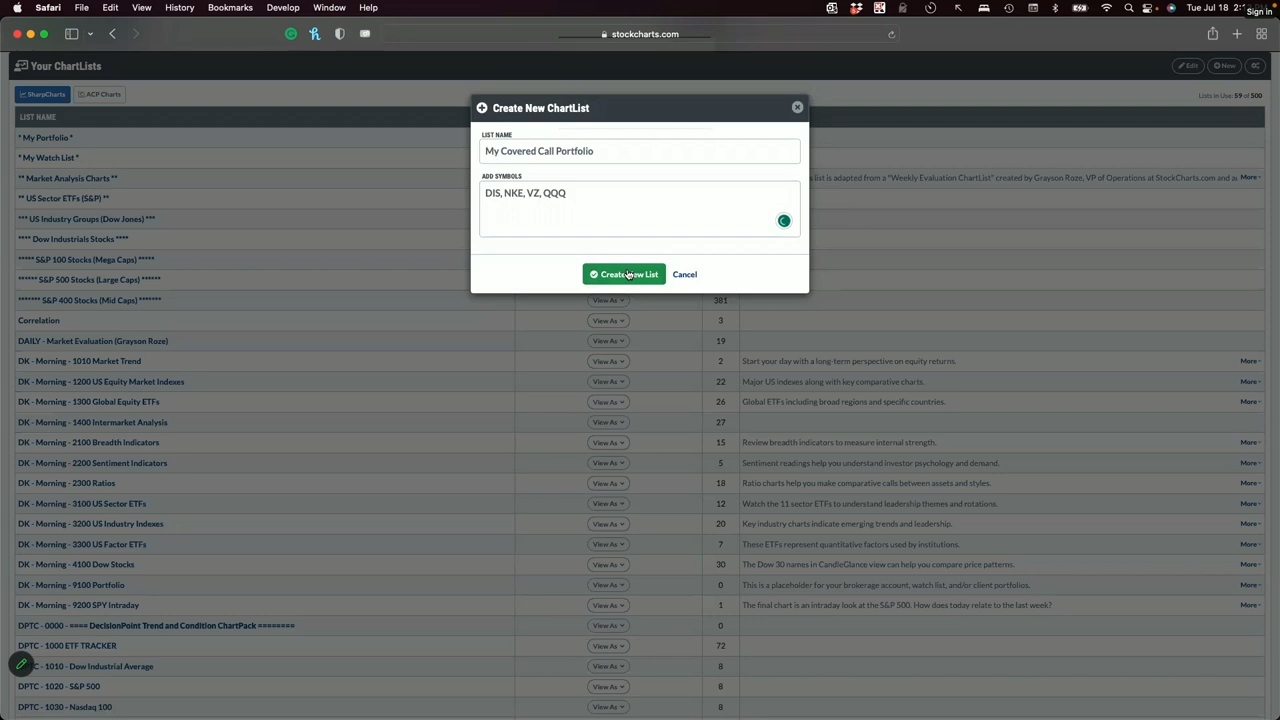 Safari File Edit View History Bookmarks Develop Window Help Tue Jul 18
Sign in
stockcharts.com
Your ChartLists Edit New
SharpCharts ACP Charts Lists in Use: 59 of 500
LIST NAME
* My Portfolio *
* My Watch List *
** Market Analysis Charts ** list is adapted from a "Weekly Evaluation ChartList" created by Grayson Roze, VP of Operations at StockCharts.com and au More
** US Sector ETFs (S&P) **
*** US Industry Groups (Dow Jones) ***
**** Dow Industrials Stocks ****
***** S&P 100 Stocks (Mega Caps) *****
****** S&P 500 Stocks (Large Caps) ******
******* S&P 400 Stocks (Mid Caps) ******* View As 381
Create New ChartList
LIST NAME
My Covered Call Portfolio
ADD SYMBOLS
DIS, NKE, VZ, QQQ
Create New List Cancel
Correlation View As 3
DAILY - Market Evaluation (Grayson Roze) View As 19
DK - Morning - 1010 Market Trend View As 2 Start your day with a long-term perspective on equity returns. More
DK - Morning - 1200 US Equity Market Indexes View As 22 Major US indexes along with key comparative charts. More
DK - Morning - 1300 Global Equity ETFs View As 26 Global ETFs including broad regions and specific countries. More
DK - Morning - 1400 Intermarket Analysis View As 27
DK - Morning - 2100 Breadth Indicators View As 15 Review breadth indicators to measure internal strength. More
DK - Morning - 2200 Sentiment Indicators View As 5 Sentiment readings help you understand investor psychology and demand. More
DK - Morning - 2300 Ratios View As 18 Ratio charts help you make comparative calls between assets and styles. More
DK - Morning - 3100 US Sector ETFs View As 12 Watch the 11 sector ETFs to understand leadership themes and rotations. More
DK - Morning - 3200 US Industry Indexes View As 20 Key industry charts indicate emerging trends and leadership. More
DK - Morning - 3300 US Factor ETFs View As 7 These ETFs represent quantitative factors used by institutions. More
DK - Morning - 4100 Dow Stocks View As 30 The Dow 30 names in CandleGlance view can help you compare price patterns. More
DK - Morning - 9100 Portfolio View As 0 This is a placeholder for your brokerage account, watch list, and/or client portfolios. More
DK - Morning - 9200 SPY Intraday View As 1 The final chart is an intraday look at the S&P 500. How does today relate to the last week? More
DPTC - 0000 - ==== DecisionPoint Trend and Condition ChartPack ======== View As 0
DPTC - 1000 ETF TRACKER View As 72
DPTC - 1010 - Dow Industrial Average View As 8
DPTC - 1020 - S&P 500 View As 8
DPTC - 1030 - Nasdaq 100 View As 8